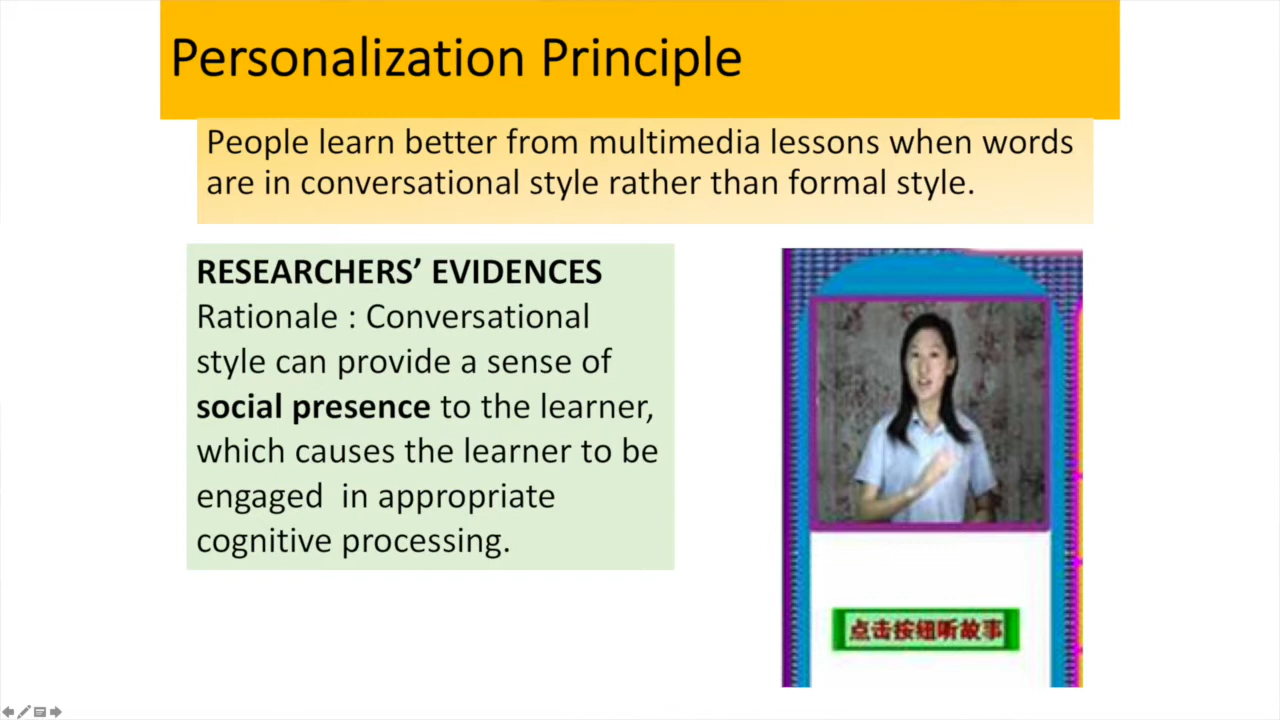 Personalization Principle
People learn better from multimedia lessons when words
are in conversational style rather than formal style.
RESEARCHERS’ EVIDENCES
Rationale : Conversational
style can provide a sense of
social presence to the learner,
which causes the learner to be
engaged  in appropriate
cognitive processing.
点击按纽听故事